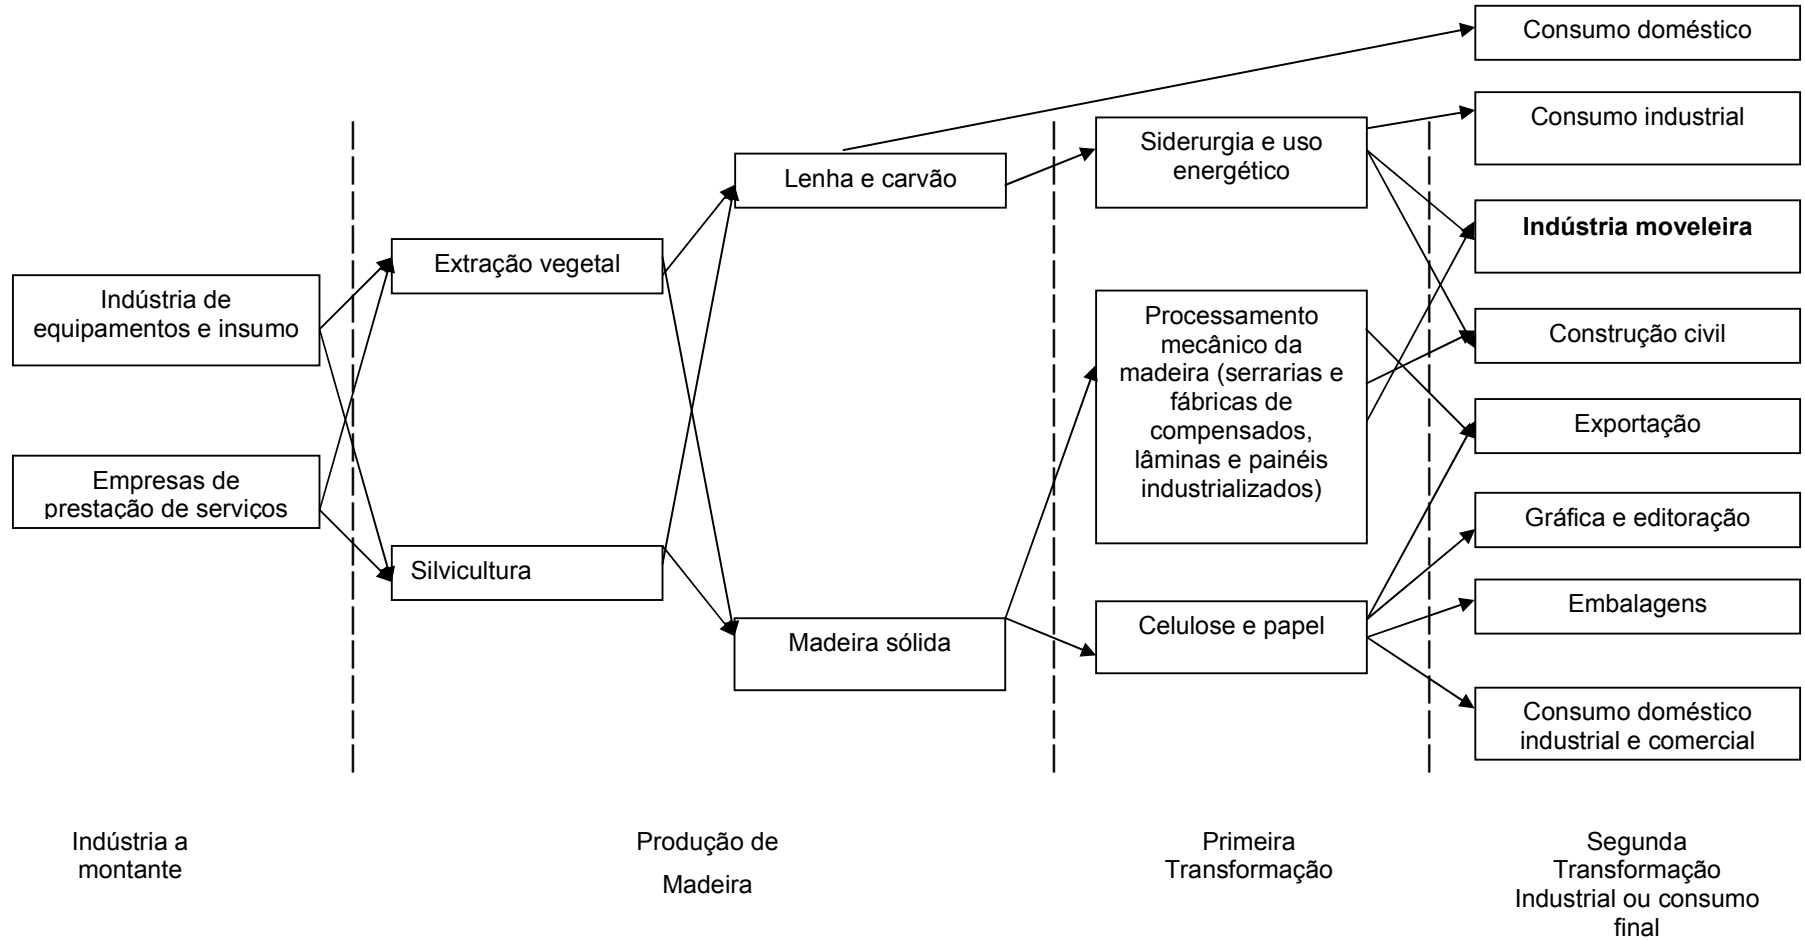 Consumo doméstico
Consumo industrial
Siderurgia e uso
energético
Lenha e carvão
Indústria moveleira
Extração vegetal
Indústria de
equipamentos e insumo
Processamento
mecânico da
madeira (serrarias e
fábricas de
compensados,
lâminas e painéis
industrializados)
Construção civil
Exportação
Empresas de
prestação de serviços
Gráfica e editoração
Silvicultura
Embalagens
Celulose e papel
Madeira sólida
Consumo doméstico
industrial e comercial
Indústria a
montante
Produção de
Madeira
Primeira
Transformação
Segunda
Transformação
Industrial ou consumo
final